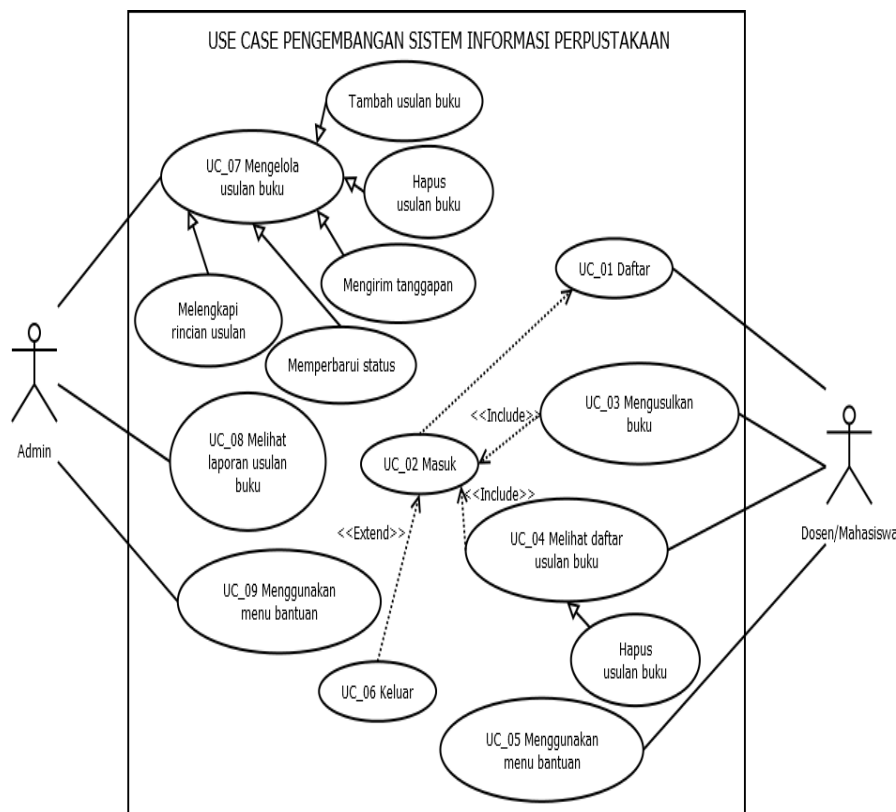 USE CASE PENGEMBANGAN SISTEM INFORMASI PERPUSTAKAAN
Tambah usulan buku
UC_07 Mengelola
usulan buku
Hapus
usulan buku
Mengirim tanggapan
Melengkapi
rincian usulan
Memperbarui status
UC_01 Daftar
Admin
UC_08 Melihat
laporan usulan
buku
<<Include>>
UC_03 Mengusulkan
buku
UC_02 Masuk
<<Include>>
<<Extend>>
UC_04 Melihat daftar
usulan buku
Dosen/Mahasiswa
UC_09 Menggunakan
menu bantuan
Hapus
usulan buku
UC_06 Keluar
UC_05 Menggunakan
menu bantuan